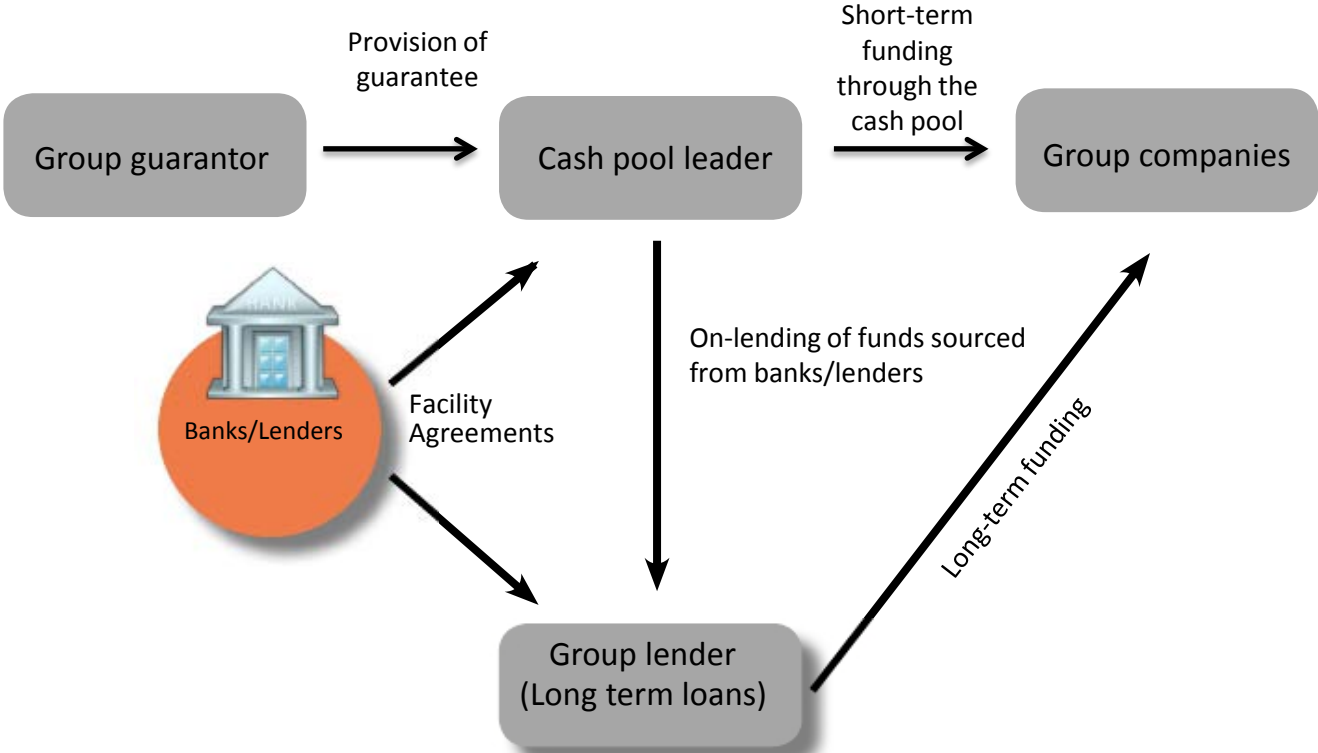 Provision of
guarantee
Short-term
funding
through the
cash pool
Group guarantor
Cash pool leader
Group companies
BANK
Banks/Lenders
Facility
Agreements
On-lending of funds sourced
from banks/lenders
Long-term funding
Group lender
(Long term loans)